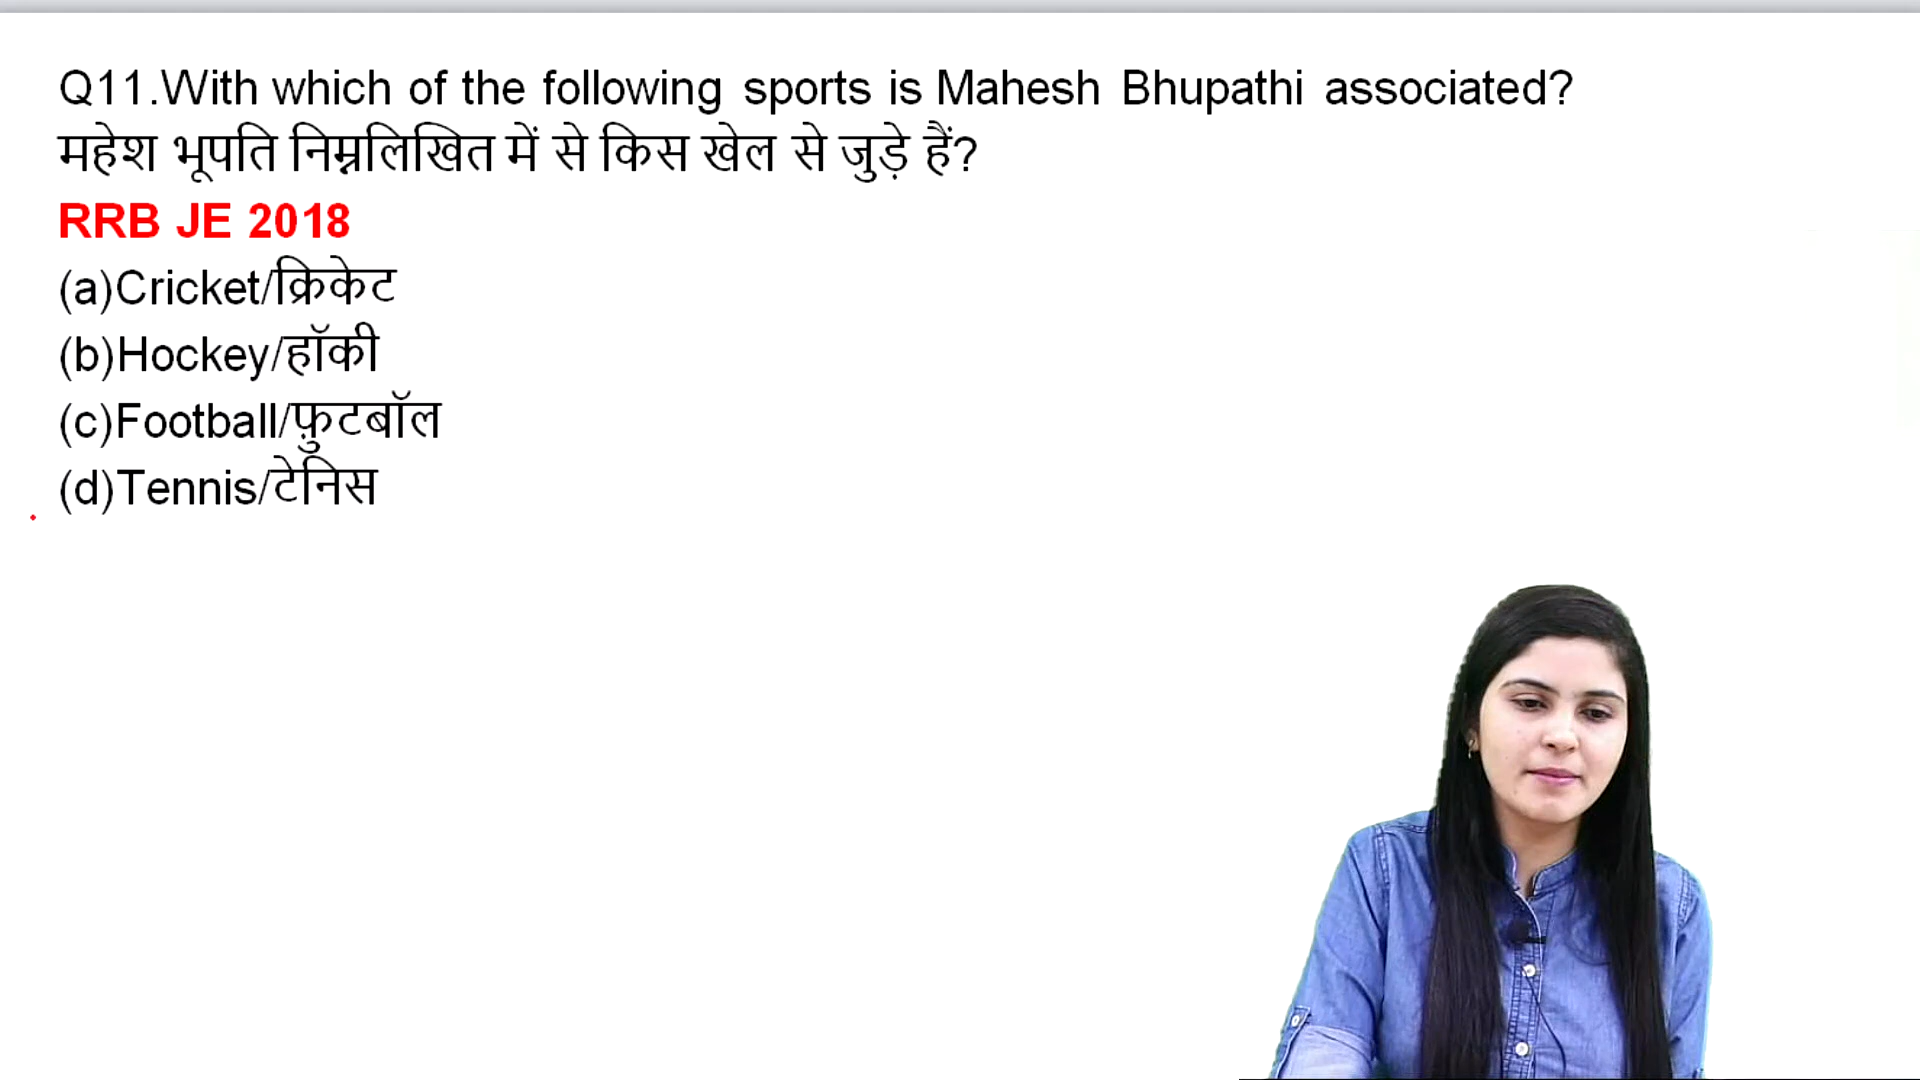 Q11.With which of the following sports is Mahesh Bhupathi associated?
महेश भूपति निम्नलिखित में से किस खेल से जुड़े हैं?
RRB JE 2018
(a)Cricket/क्रिकेट
(b)Hockey/हॉकी
(c)Football/फ़ुटबॉल
(d)Tennis/टेनिस